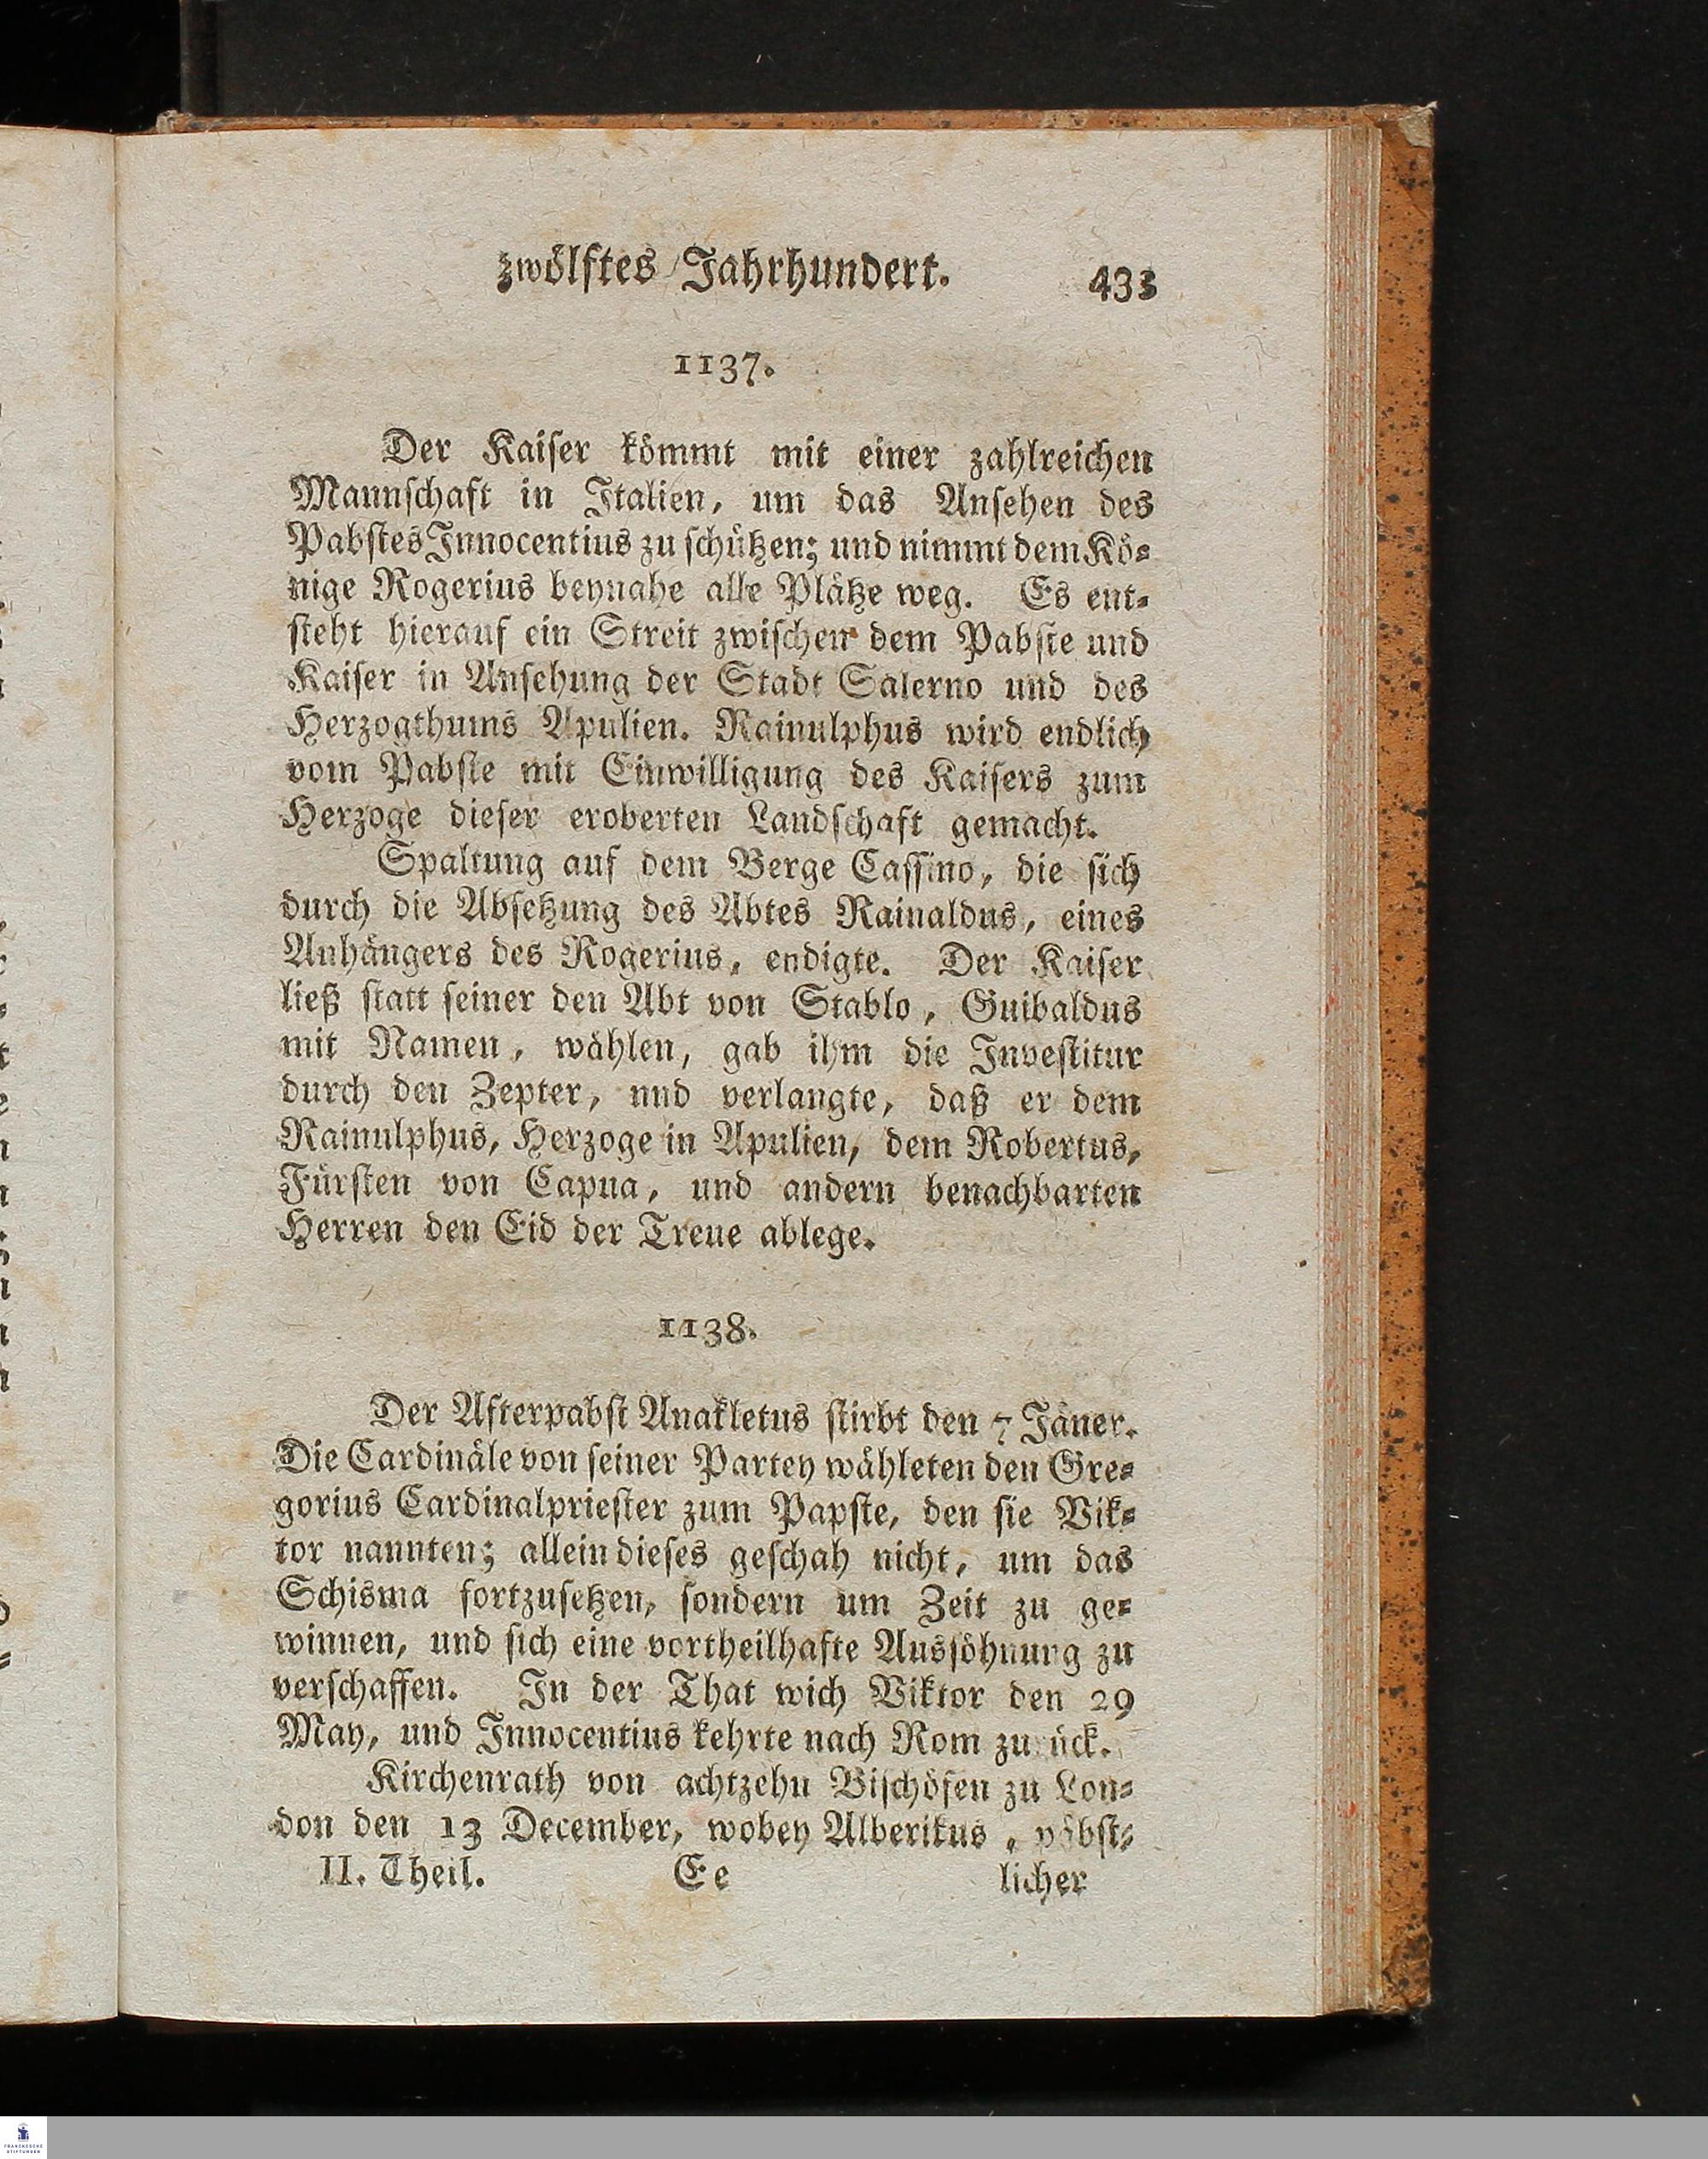 zwölftes Jahrhundert. 433
1137.
Der Kaiser kömmt mit einer zahlreichen
Mannschaft in Italien, um das Ansehen des
Pabstes Innocentius zu schützen; und nimmt dem Kö-
nige Rogerius beynahe alle Plätze weg. Es ent-
steht hierauf ein Streit zwischen dem Pabste und
Kaiser in Ansehung der Stadt Salerno und des
Herzogthums Apulien. Rainulphus wird endlich
vom Pabste mit Einwilligung des Kaisers zum
Herzoge dieser eroberten Landschaft gemacht.
Spaltung auf dem Berge Cassino, die sich
durch die Absetzung des Abtes Rainaldus, eines
Anhängers des Rogerius, endigte. Der Kaiser
ließ statt seiner den Abt von Stablo, Guibaldus
mit Namen, wählen, gab ihm die Investitur
durch den Zepter, und verlangte, daß er dem
Rainulphus, Herzoge in Apulien, dem Robertus,
Fürsten von Capua, und andern benachbarten
Herren den Eid der Treue ablege.
1138.
Der Afterpabst Anakletus stirbt den 7 Jäner.
Die Cardinäle von seiner Partey wähleten den Gre-
gorius Cardinalpriester zum Papste, den sie Vik-
tor nannten; allein dieses geschah nicht, um das
Schisma fortzusetzen, sondern um Zeit zu ge-
winnen, und sich eine vortheilhafte Aussöhnung zu
verschaffen. In der That wich Viktor den 29
May, und Innocentius kehrte nach Rom zurück.
Kirchenrath von achtzehn Bischöfen zu Lon-
don den 13 December, wobey Alberikus, päbst-
II. Theil. Ee licher
FRANCKESCHE
STIFTUNGEN